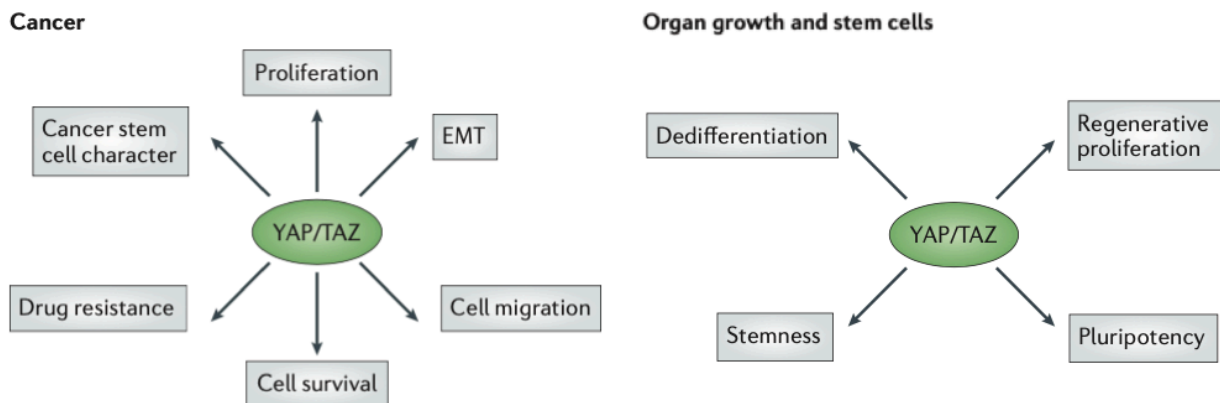 Cancer
Proliferation
Cancer stem
cell character
EMT
YAP/TAZ
Drug resistance
Cell migration
Cell survival
Organ growth and stem cells
Dedifferentiation
Regenerative
proliferation
YAP/TAZ
Stemness
Pluripotency